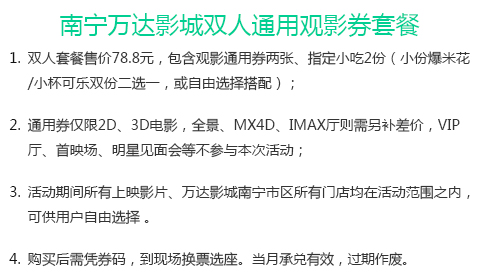 南宁万达影城双人通用观影券套餐
1. 双人套餐售价78.8元，包含观影通用券两张、指定小吃2份（小份爆米花
/小杯可乐双份二选一，或自由选择搭配）；
2. 通用券仅限2D、3D电影，全景、MX4D、IMAX厅则需另补差价，VIP
厅、首映场、明星见面会等不参与本次活动；
3. 活动期间所有上映影片、万达影城南宁市区所有门店均在活动范围之内，
可供用户自由选择 。
4. 购买后需凭券码，到现场换票选座。当月承兑有效，过期作废。